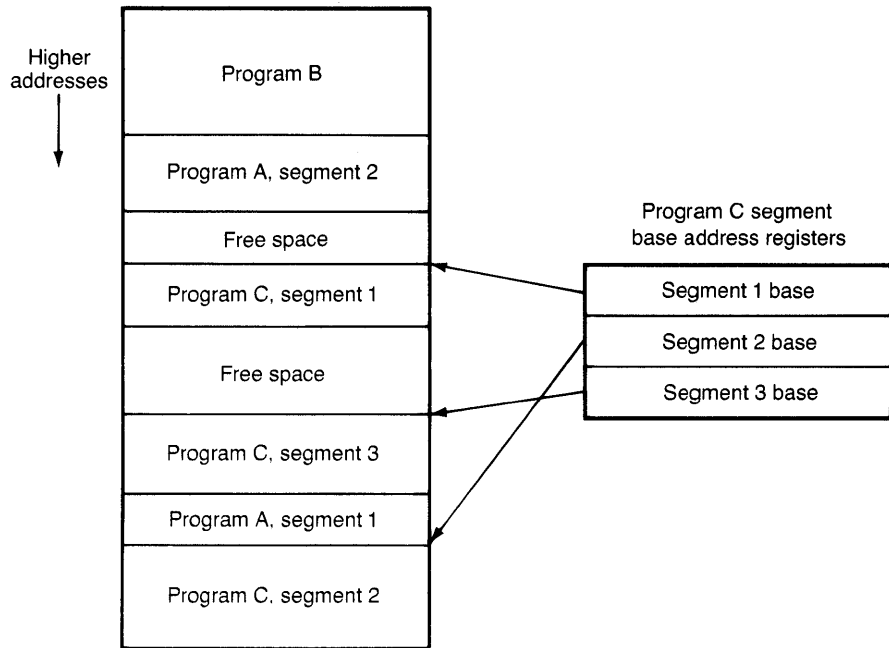 Higher
addresses
Program B
Program A, segment 2
Free space
Program C, segment 1
Free space
Program C, segment 3
Program A, segment 1
Program C, segment 2
Program C segment
base address registers
Segment 1 base
Segment 2 base
Segment 3 base